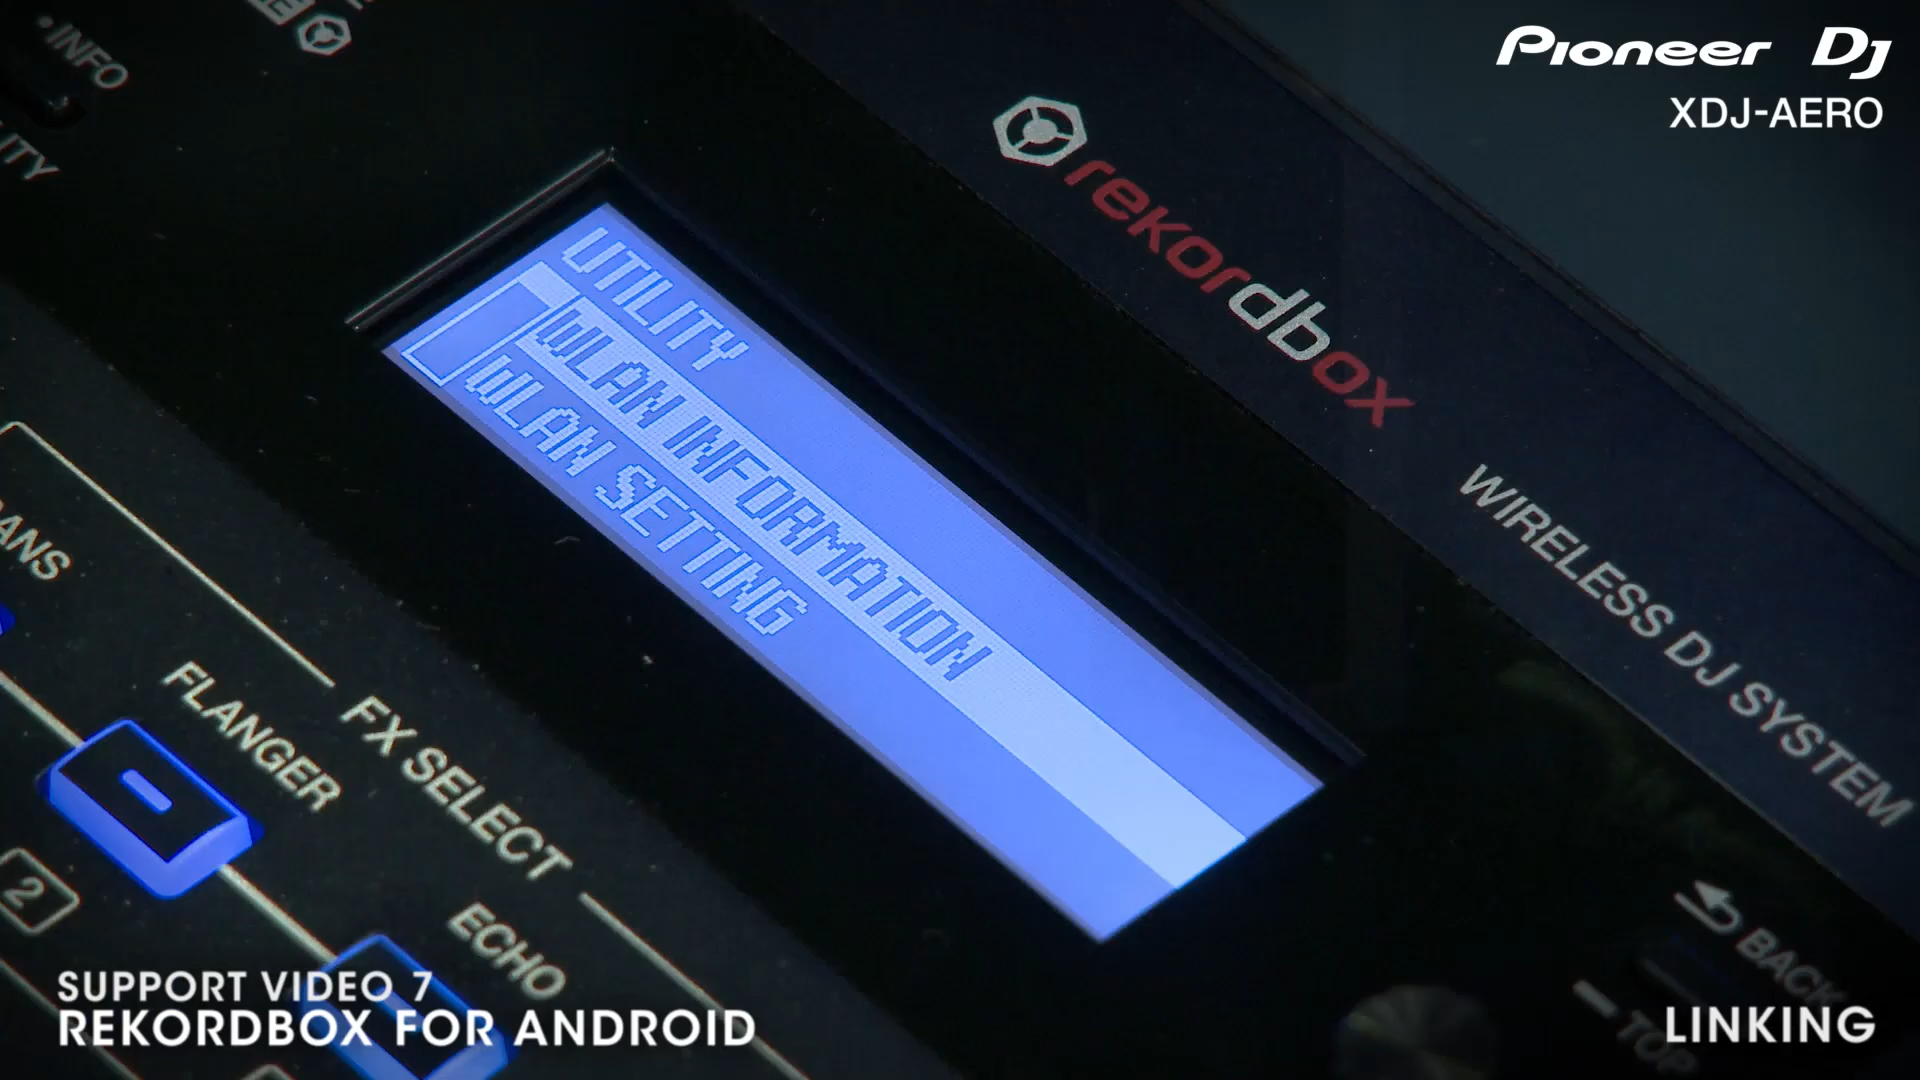 INFO
Pioneer Dj
XDJ-AERO
rekordbox
WIRELESS DJ SYSTEM
UTILITY
WLAN INFORMATION
WLAN SETTING
FLANGER
FX SELECT
2
ECHO
BACK
TOP
SUPPORT VIDEO 7
REKORDBOX FOR ANDROID
LINKING